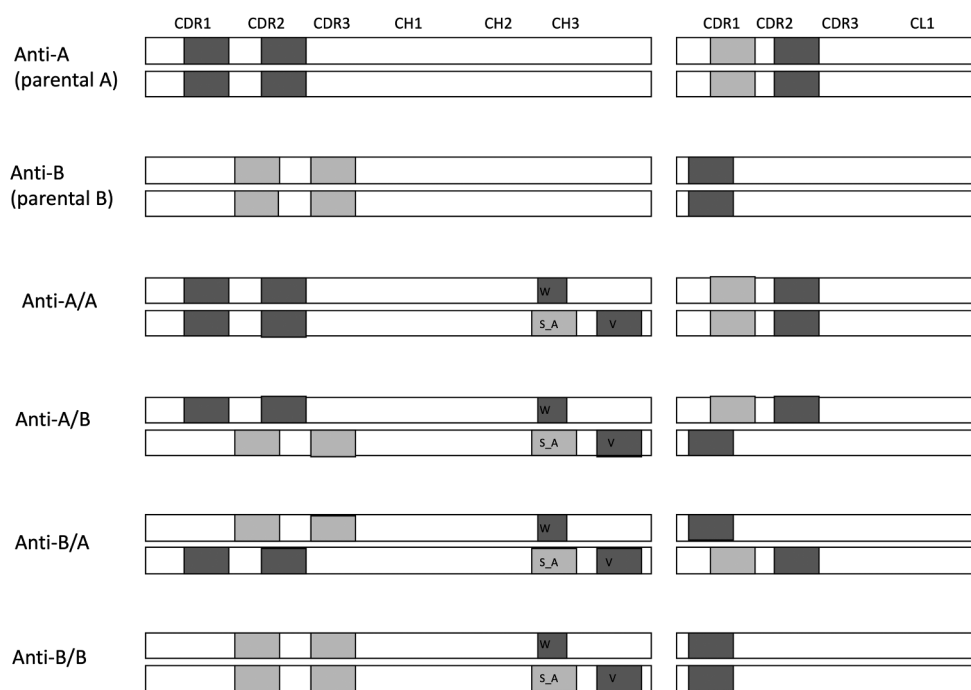 CDR1 CDR2 CDR3 CH1 CH2 CH3 CDR1 CDR2 CDR3 CL1
Anti-A
(parental A)
Anti-B
(parental B)
Anti-A/A
W
S_A V
Anti-A/B
W
S_A V
Anti-B/A
W
S_A V
Anti-B/B
W
S_A V